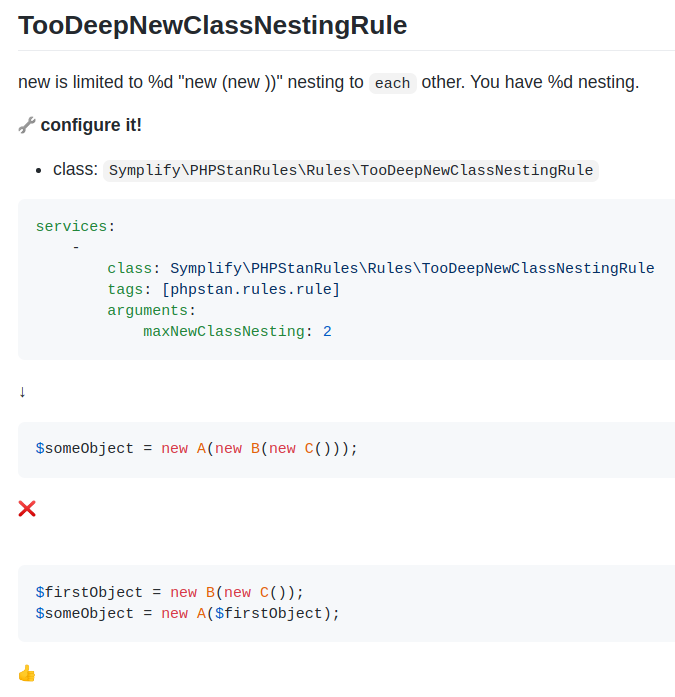 TooDeepNewClassNestingRule
new is limited to %d "new (new ))" nesting to each other. You have %d nesting.
🔧 configure it!
• class: Symplify\PHPStanRules\Rules\TooDeepNewClassNestingRule
services:
    -
        class: Symplify\PHPStanRules\Rules\TooDeepNewClassNestingRule
        tags: [phpstan.rules.rule]
        arguments:
            maxNewClassNesting: 2
↓
$someObject = new A(new B(new C()));
❌
$firstObject = new B(new C());
$someObject = new A($firstObject);
👍